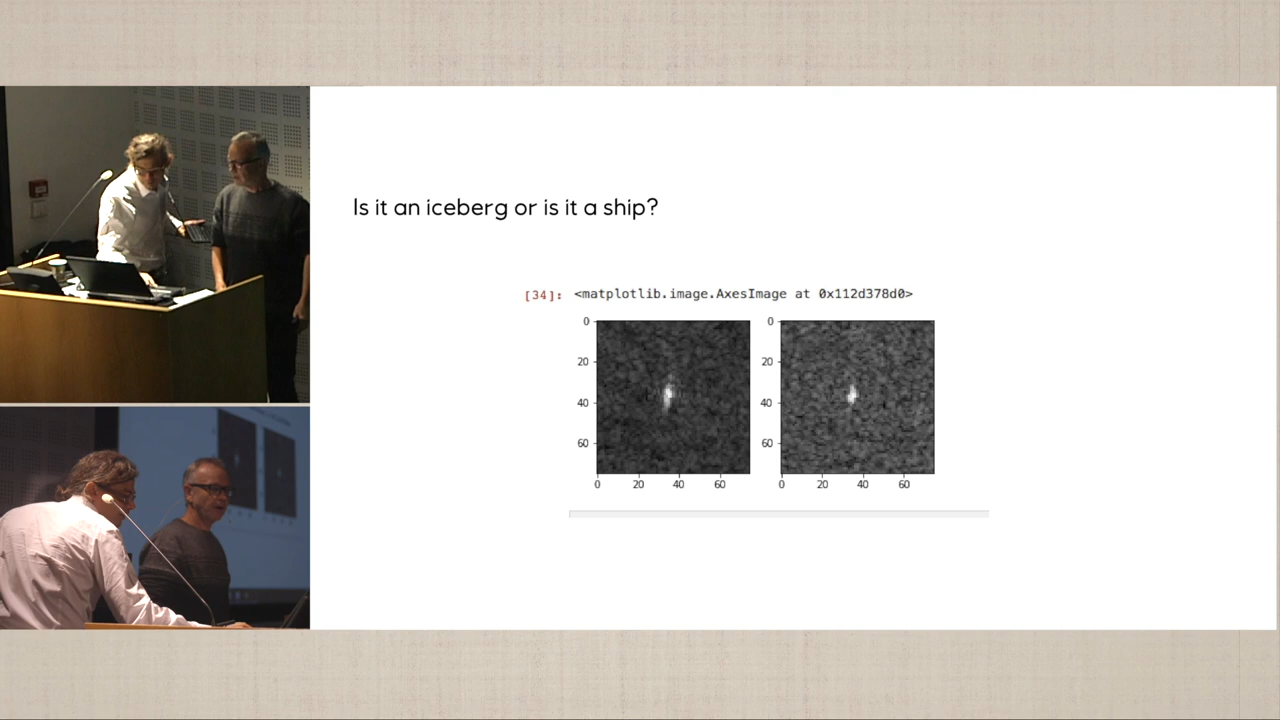 Is it an iceberg or is it a ship?
[34]: <matplotlib.image.AxesImage at 0x112d378d0>
0
20
40
60
0 20 40 60
0
20
40
60
0 20 40 60